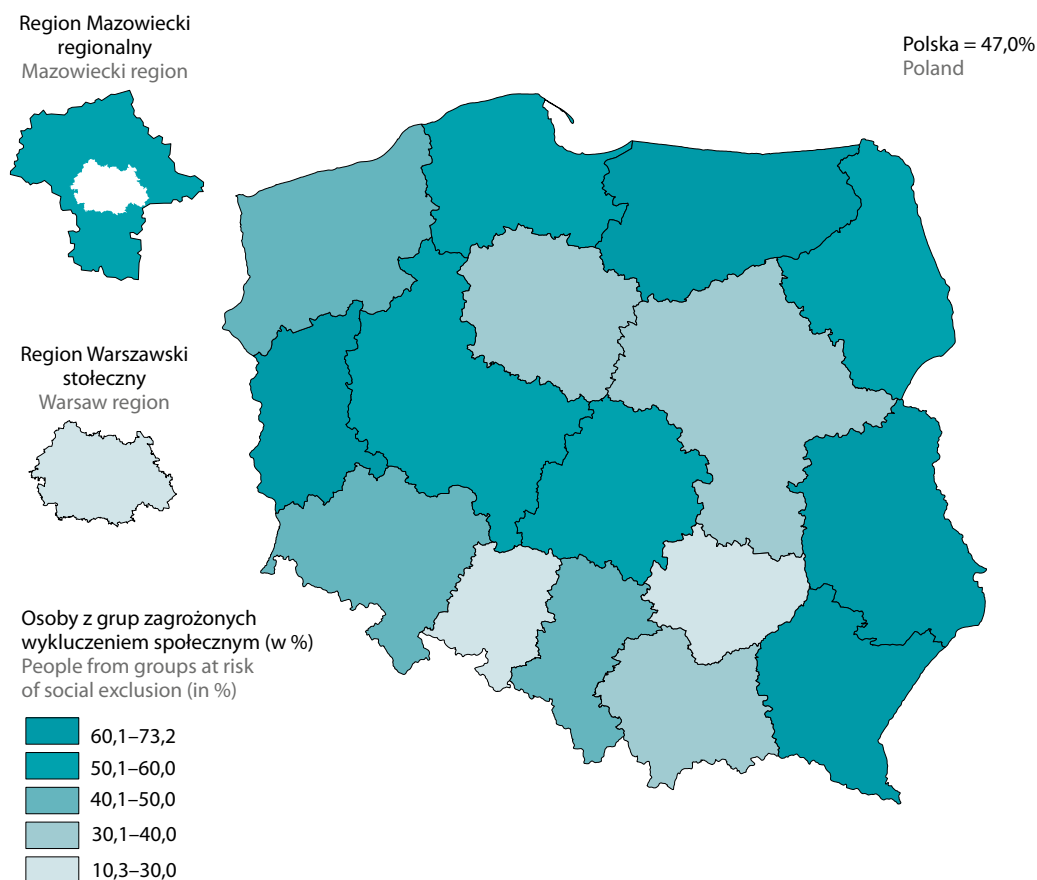 Region Mazowiecki
regionalny
Mazowiecki region
Polska = 47,0%
Poland
Region Warszawski
stołeczny
Warsaw region
Osoby z grup zagrożonych
wykluczeniem społecznym (w %)
People from groups at risk
of social exclusion (in %)
60,1–73,2
50,1–60,0
40,1–50,0
30,1–40,0
10,3–30,0